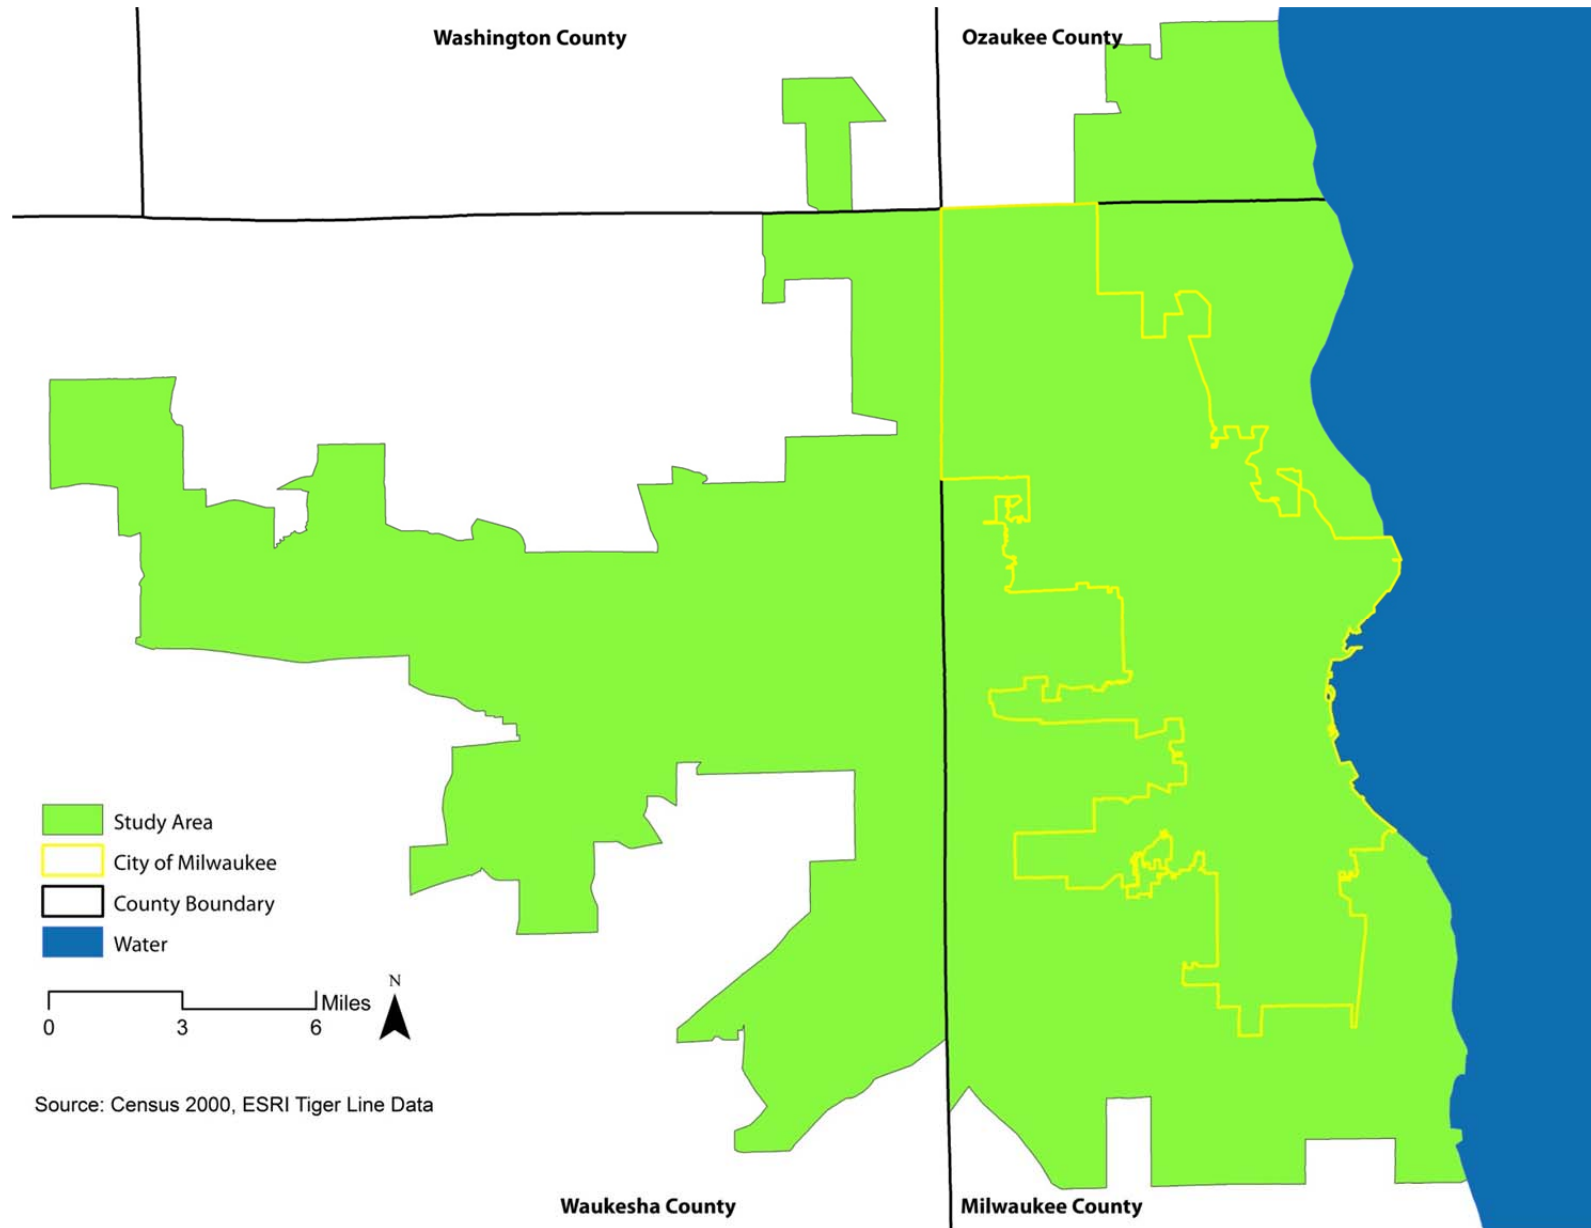 Washington County
Ozaukee County
Study Area
City of Milwaukee
County Boundary
Water
N
Miles
0 3 6
Source: Census 2000, ESRI Tiger Line Data
Waukesha County
Milwaukee County